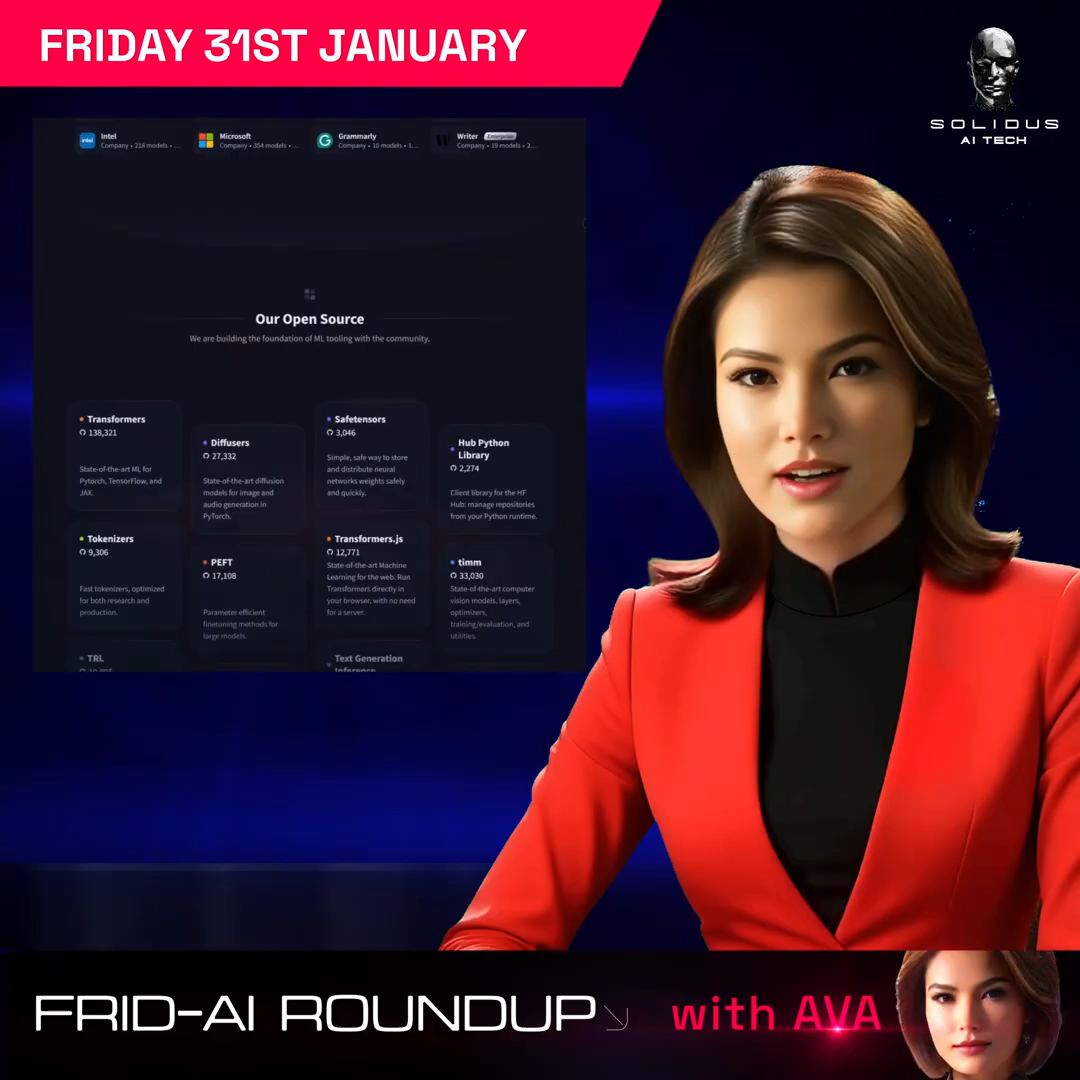 FRIDAY 31ST JANUARY
SOLIDUS
AI TECH
intel
Intel
Company • 218 models • ...
Microsoft
Company • 354 models • ...
G
Grammarly
Company • 10 models • 1...
W
Writer Enterprise
Company • 19 models • 2...
Our Open Source
We are building the foundation of ML tooling with the community.
Transformers
138,321
State-of-the-art ML for
Pytorch, TensorFlow, and
JAX.
Diffusers
27,332
State-of-the-art diffusion
models for image and
audio generation in
PyTorch.
Safetensors
3,046
Simple, safe way to store
and distribute neural
networks weights safely
and quickly.
Hub Python
Library
2,274
Client library for the HF
Hub: manage repositories
from your Python runtime.
Tokenizers
9,306
Fast tokenizers, optimized
for both research and
production.
PEFT
17,108
Parameter efficient
finetuning methods for
large models.
Transformers.js
12,771
State-of-the-art Machine
Learning for the web. Run
Transformers directly in
your browser, with no need
for a server.
timm
33,030
State-of-the-art computer
vision models, layers,
optimizers,
training/evaluation, and
utilities.
TRL
Text Generation
Inference
FRID-AI ROUNDUP
with AVA